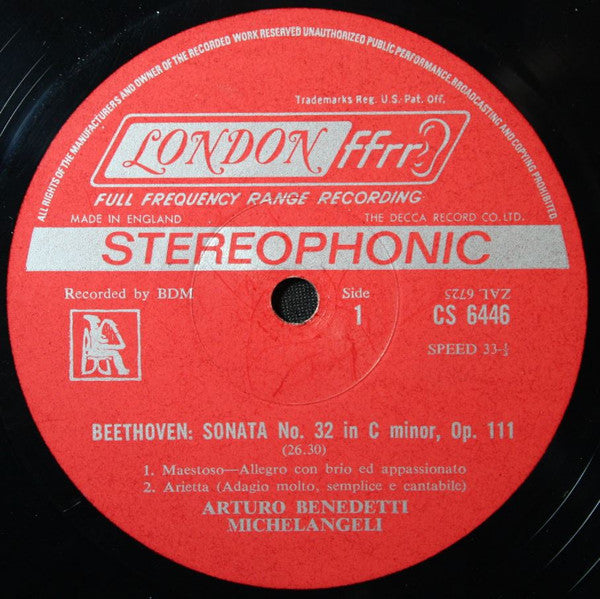 ALL RIGHTS OF THE MANUFACTURERS AND OWNER OF THE RECORDED WORK RESERVED UNAUTHORIZED PUBLIC PERFORMANCE, BROADCASTING AND COPYING PROHIBITED.
Trademarks Reg. U.S. Pat. Off.
LONDON ffrr
FULL FREQUENCY RANGE RECORDING
MADE IN ENGLAND THE DECCA RECORD CO. LTD.
STEREOPHONIC
Recorded by BDM Side ZAL 6725
1 CS 6446
SPEED 33-⅓
BEETHOVEN: SONATA No. 32 in C minor, Op. 111
(26.30)
1. Maestoso—Allegro con brio ed appassionato
2. Arietta (Adagio molto, semplice e cantabile)
ARTURO BENEDETTI
MICHELANGELI